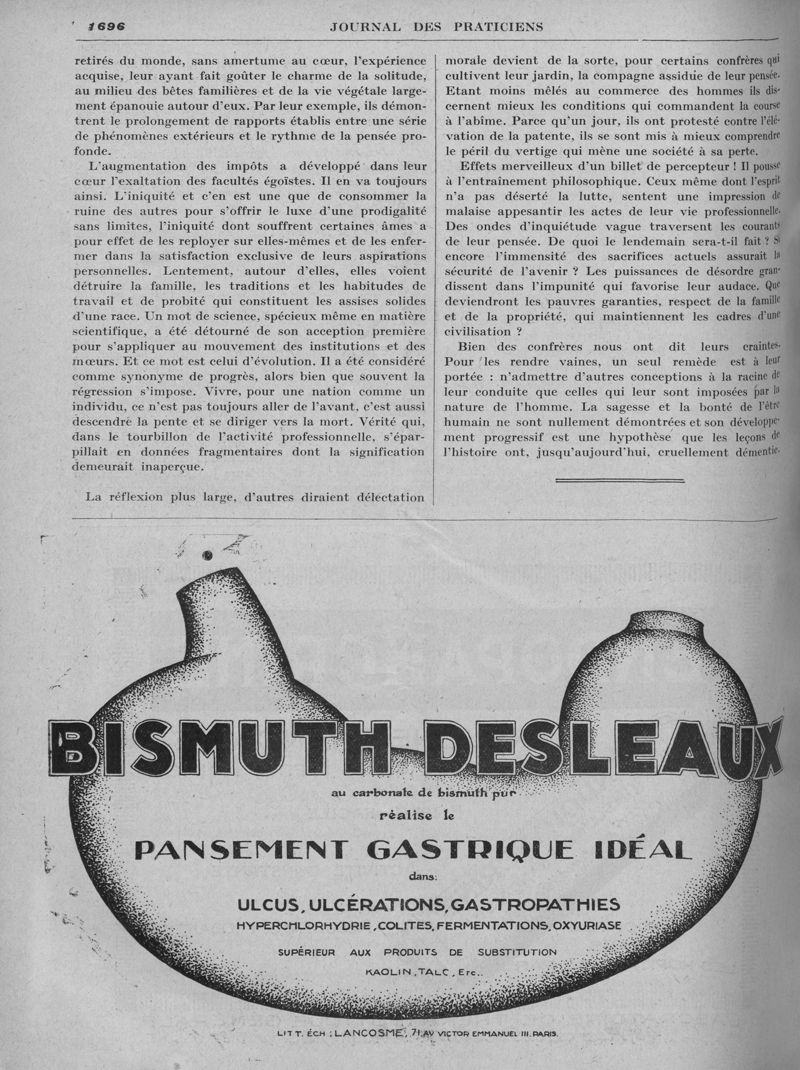 1696
JOURNAL DES PRATICIENS
retirés du monde, sans amertume au cœur, l'expérience
acquise, leur ayant fait goûter le charme de la solitude,
au milieu des bêtes familières et de la vie végétale large-
ment épanouie autour d'eux. Par leur exemple, ils démon-
trent le prolongement de rapports établis entre une série
de phénomènes extérieurs et le rythme de la pensée pro-
fonde.
L'augmentation des impôts a développé dans leur
cœur l'exaltation des facultés égoïstes. Il en va toujours
ainsi. L'iniquité et c'en est une que de consommer la
ruine des autres pour s'offrir le luxe d'une prodigalité
sans limites, l'iniquité dont souffrent certaines âmes a
pour effet de les reployer sur elles-mêmes et de les enfer-
mer dans la satisfaction exclusive de leurs aspirations
personnelles. Lentement, autour d'elles, elles voient
détruire la famille, les traditions et les habitudes de
travail et de probité qui constituent les assises solides
d'une race. Un mot de science, spécieux même en matière
scientifique, a été détourné de son acception première
pour s'appliquer au mouvement des institutions et des
mœurs. Et ce mot est celui d'évolution. Il a été considéré
comme synonyme de progrès, alors bien que souvent la
régression s'impose. Vivre, pour une nation comme un
individu, ce n'est pas toujours aller de l'avant, c'est aussi
descendre la pente et se diriger vers la mort. Vérité qui,
dans le tourbillon de l'activité professionnelle, s'épar-
pillait en données fragmentaires dont la signification
demeurait inaperçue.
La réflexion plus large, d'autres diraient délectation
morale devient de la sorte, pour certains confrères qui
cultivent leur jardin, la compagne assidue de leur pensée.
Etant moins mêlés au commerce des hommes ils dis-
cernent mieux les conditions qui commandent la course
à l'abîme. Parce qu'un jour, ils ont protesté contre l'élé-
vation de la patente, ils se sont mis à mieux comprendre
le péril du vertige qui mène une société à sa perte.
Effets merveilleux d'un billet de percepteur ! Il pousse
à l'entraînement philosophique. Ceux même dont l'esprit
n'a pas déserté la lutte, sentent une impression de
malaise appesantir les actes de leur vie professionnelle.
Des ondes d'inquiétude vague traversent les courants
de leur pensée. De quoi le lendemain sera-t-il fait ? Si
encore l'immensité des sacrifices actuels assurait la
sécurité de l'avenir ? Les puissances de désordre gran-
dissent dans l'impunité qui favorise leur audace. Que
deviendront les pauvres garanties, respect de la famille
et de la propriété, qui maintiennent les cadres d'une
civilisation ?
Bien des confrères nous ont dit leurs craintes.
Pour les rendre vaines, un seul remède est à leur
portée : n'admettre d'autres conceptions à la racine de
leur conduite que celles qui leur sont imposées par la
nature de l'homme. La sagesse et la bonté de l'être
humain ne sont nullement démontrées et son développe-
ment progressif est une hypothèse que les leçons de
l'histoire ont, jusqu'aujourd'hui, cruellement démentie.
BISMUTH DESLEAUX
au carbonate de bismuth pur
réalise le
PANSEMENT GASTRIQUE IDÉAL
dans:
ULCUS, ULCÉRATIONS, GASTROPATHIES
HYPERCHLORHYDRIE, COLITES, FERMENTATIONS, OXYURIASE
SUPÉRIEUR AUX PRODUITS DE SUBSTITUTION
KAOLIN, TALC, Etc..
LITT. ÉCH : LANCOSME, 71, AV VICTOR EMMANUEL III. PARIS.